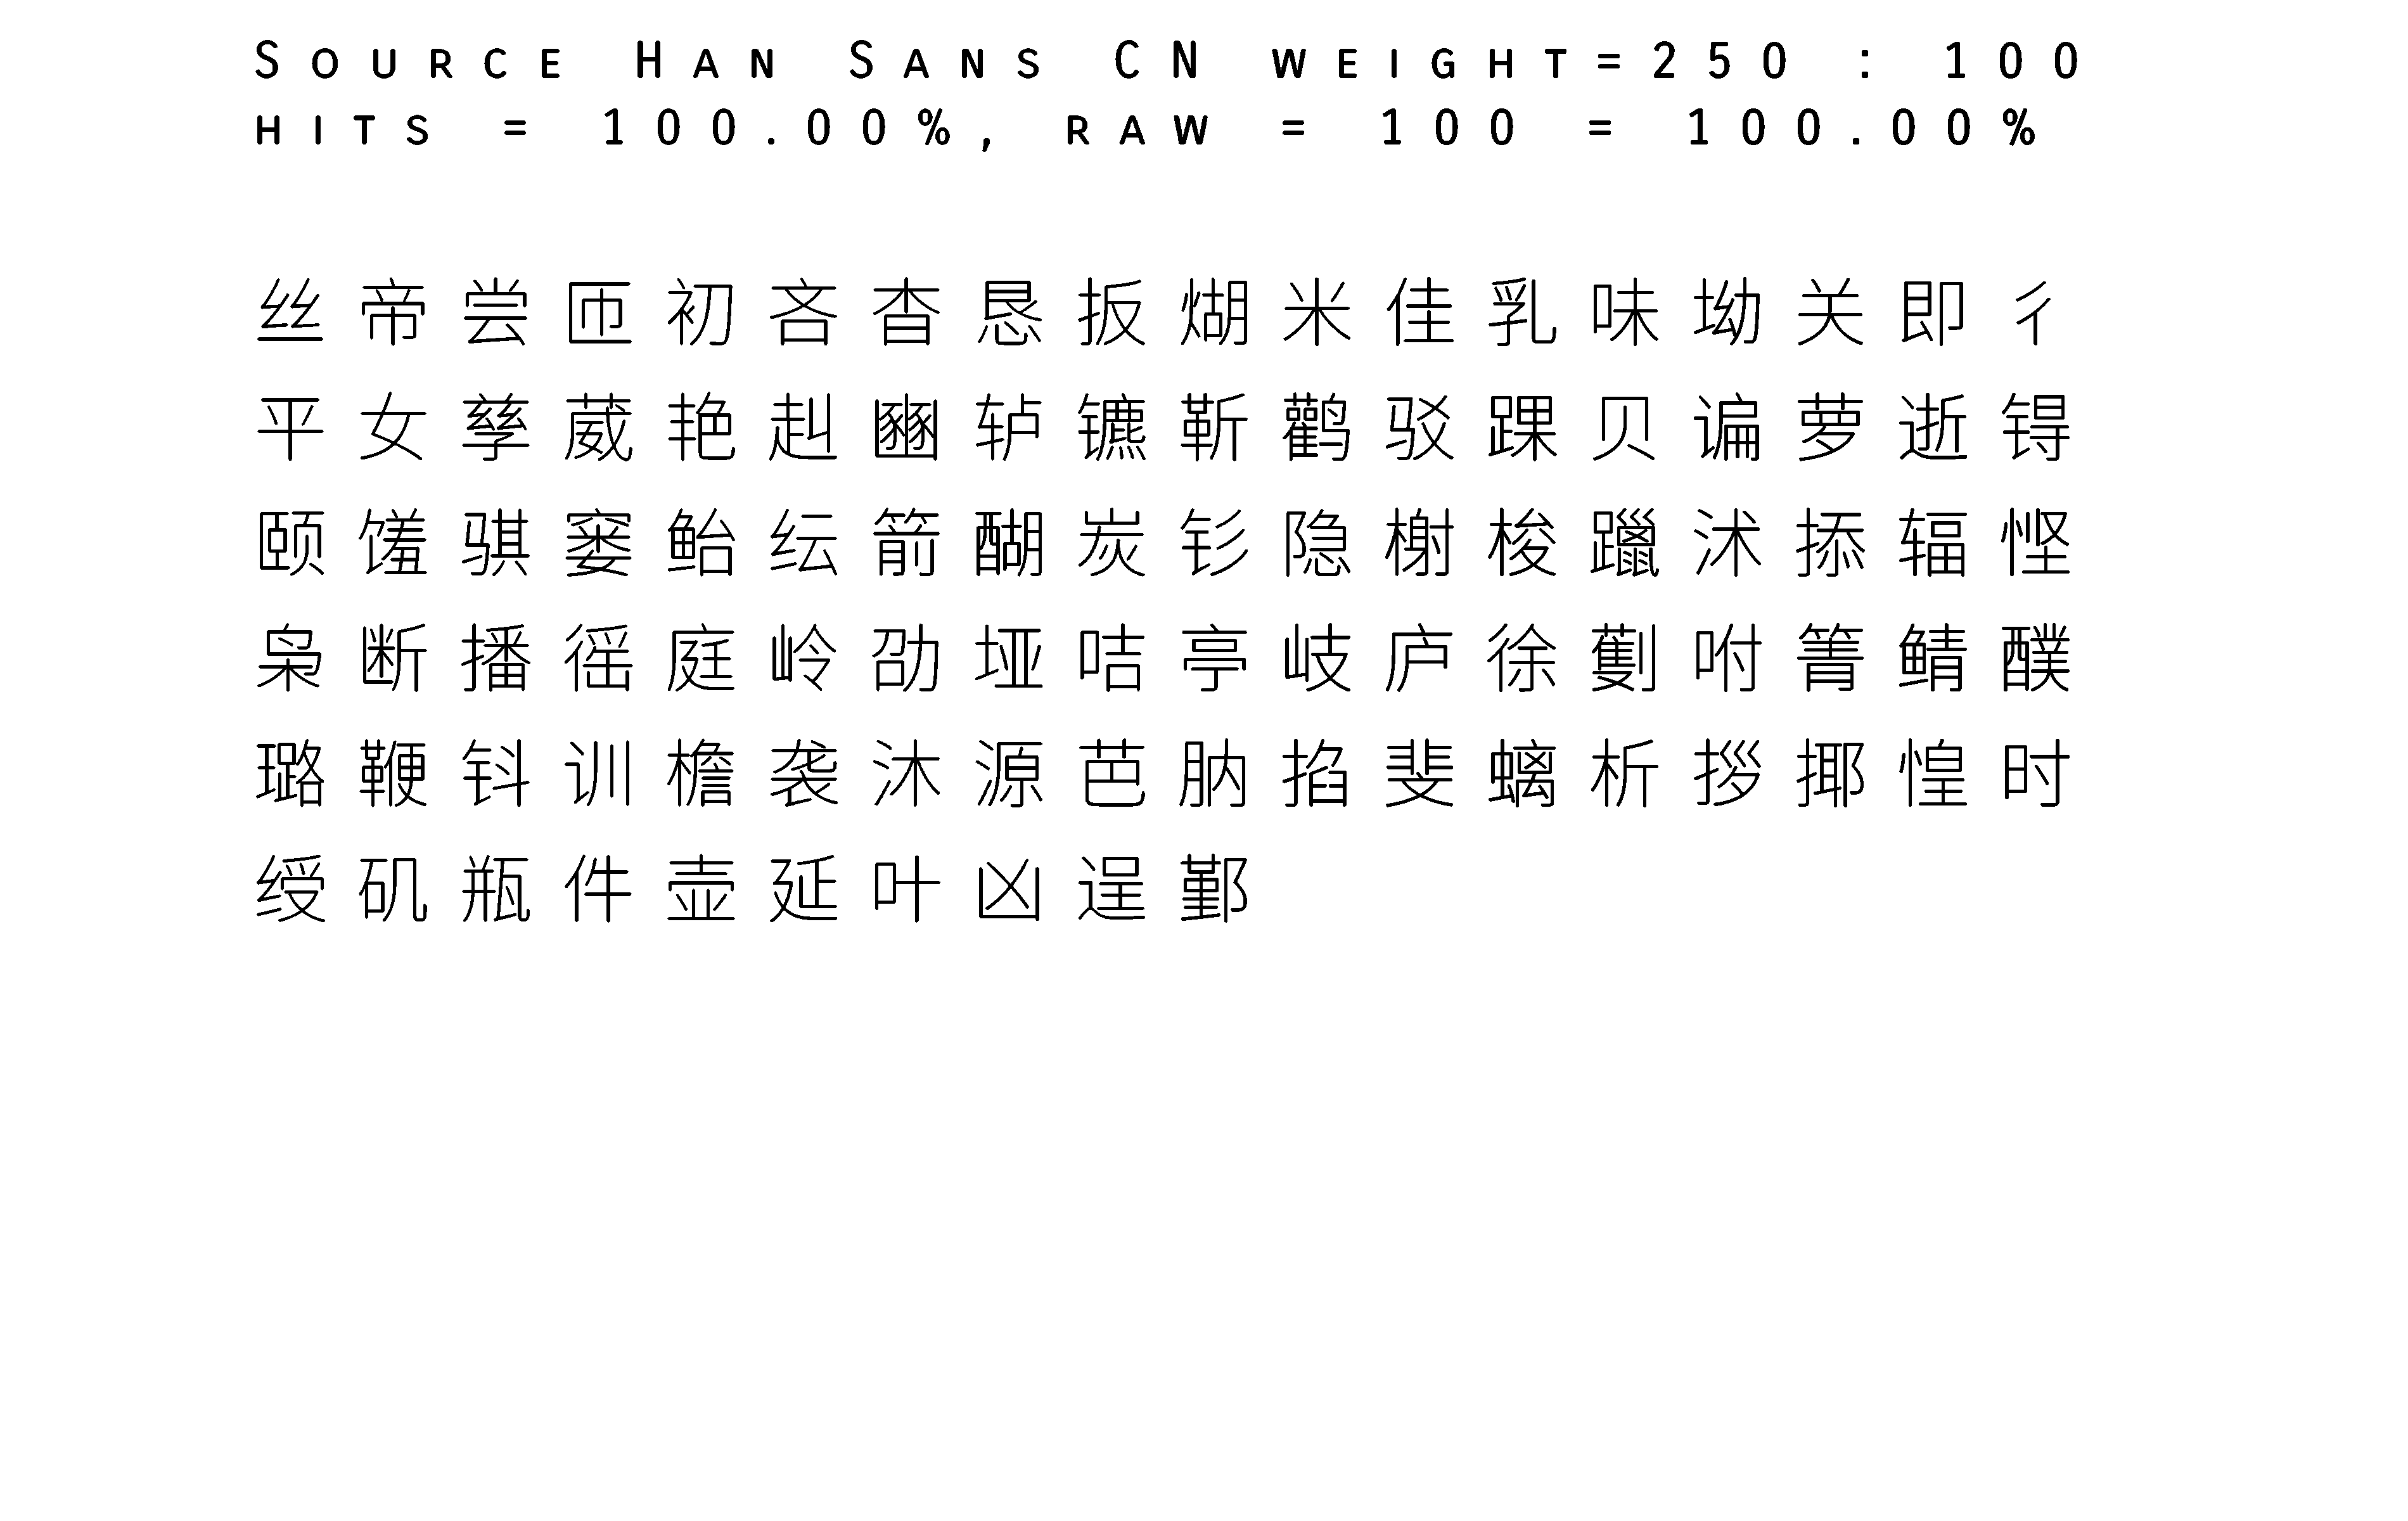 Source Han Sans CN weight=250 : 100
hits = 100.00%, raw = 100 = 100.00%
丝帝尝匝初吝杳恳扳煳米佳乳味坳关即彳
平女孳葳艳赳豳轳镳靳鹳驳踝贝谝萝逝锝
颐馐骐窭鲐纭箭醐炭钐隐榭梭躐沭掭辐悭
枭断播徭庭岭劭垭咭亭岐庐徐劐咐箐鲭醭
璐鞭钭训檐袭沐源芭肭掐斐螭析拶揶惶时
绶矶瓶件壶延叶凶逞鄞